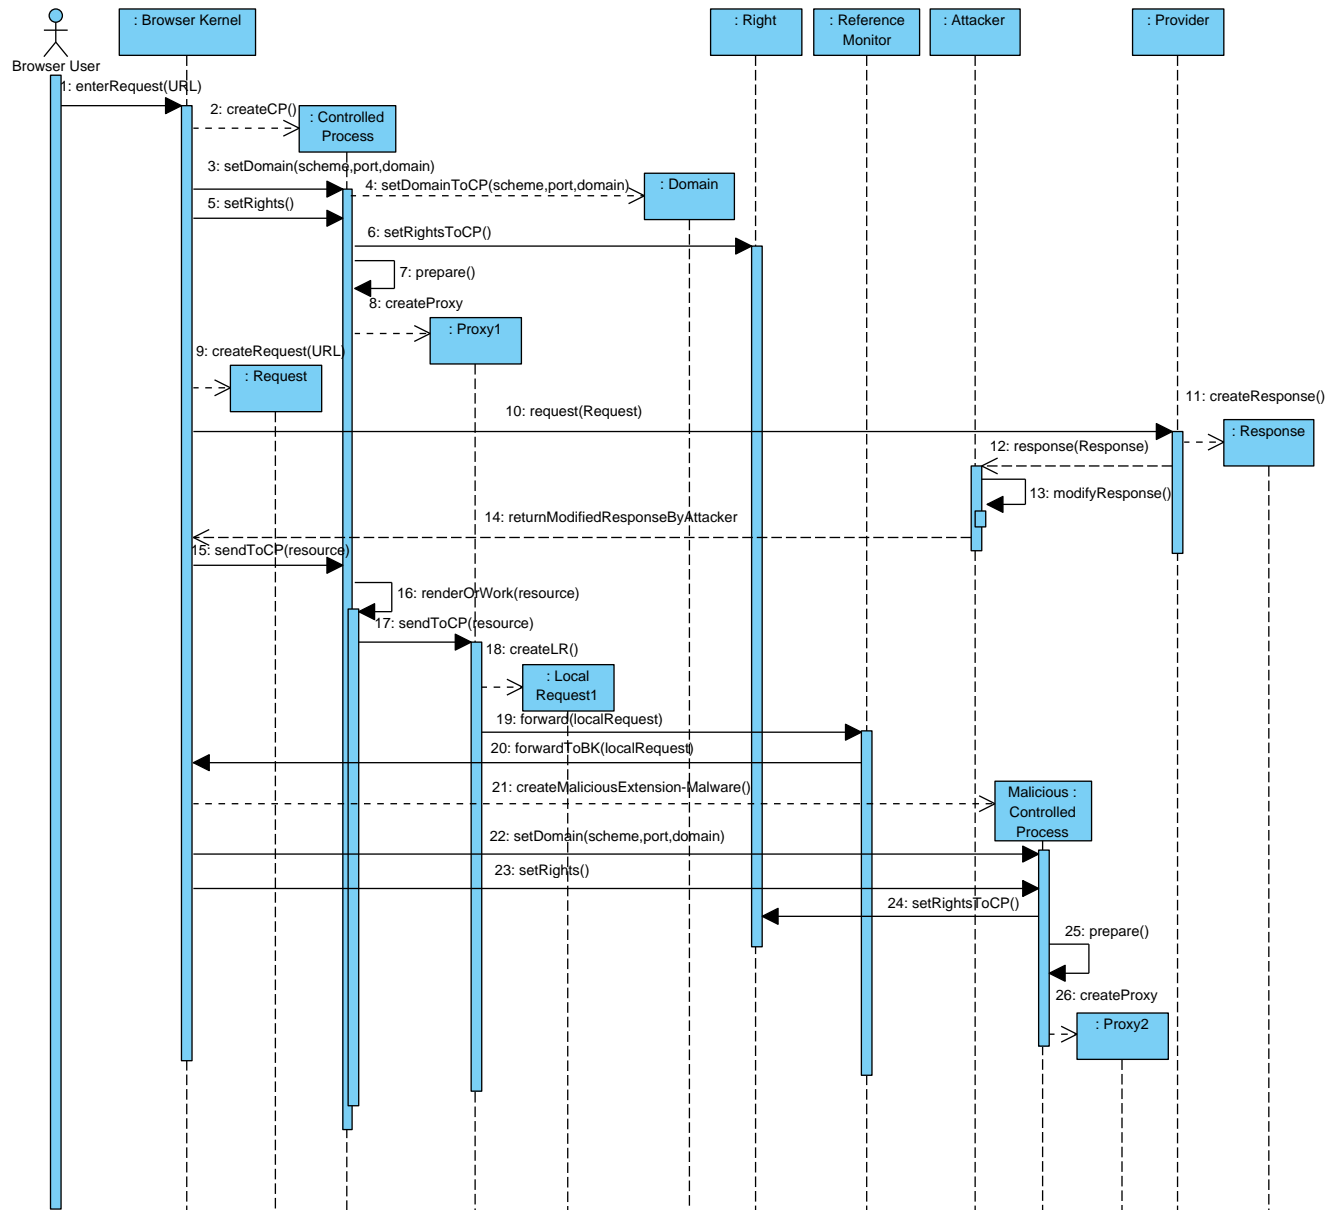 : Browser Kernel
: Right
: Reference
Monitor
: Attacker
: Provider
Browser User
1: enterRequest(URL)
2: createCP()
: Controlled
Process
3: setDomain(scheme,port,domain)
4: setDomainToCP(scheme,port,domain)
: Domain
5: setRights()
6: setRightsToCP()
7: prepare()
8: createProxy
: Proxy1
9: createRequest(URL)
: Request
10: request(Request)
11: createResponse()
: Response
12: response(Response)
13: modifyResponse()
14: returnModifiedResponseByAttacker
15: sendToCP(resource)
16: renderOrWork(resource)
17: sendToCP(resource)
18: createLR()
: Local
Request1
19: forward(localRequest)
20: forwardToBK(localRequest)
21: createMaliciousExtension-Malware()
Malicious :
Controlled
Process
22: setDomain(scheme,port,domain)
23: setRights()
24: setRightsToCP()
25: prepare()
26: createProxy
: Proxy2